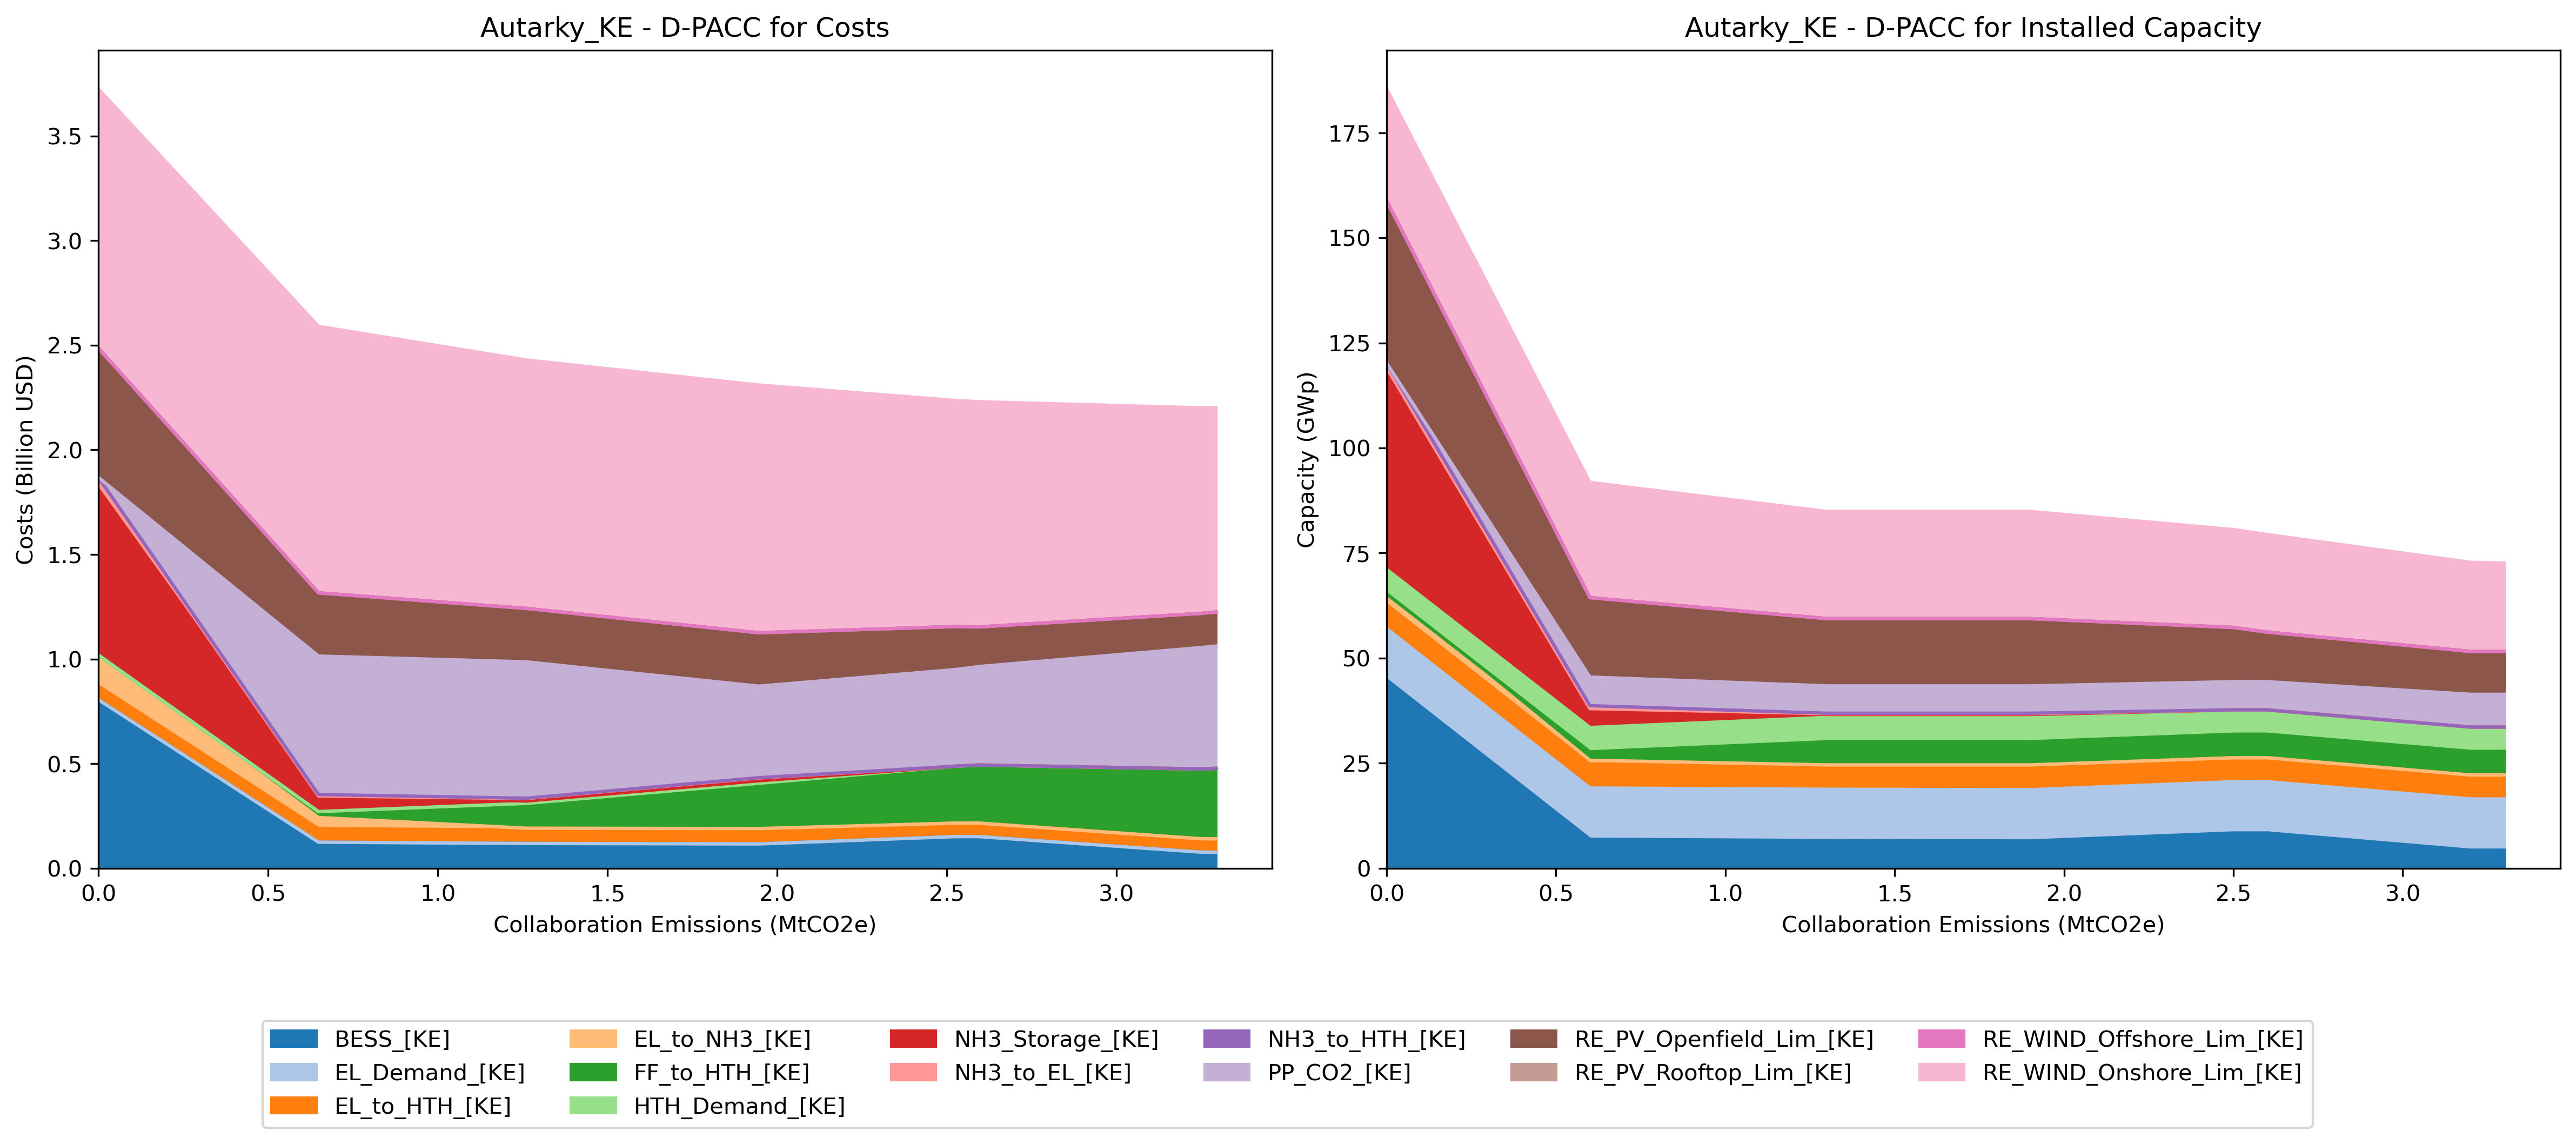 Autarky_KE - D-PACC for Costs
Costs (Billion USD)
3.5
3.0
2.5
2.0
1.5
1.0
0.5
0.0
0.0 0.5 1.0 1.5 2.0 2.5 3.0
Collaboration Emissions (MtCO2e)
Autarky_KE - D-PACC for Installed Capacity
Capacity (GWp)
175
150
125
100
75
50
25
0
0.0 0.5 1.0 1.5 2.0 2.5 3.0
Collaboration Emissions (MtCO2e)
BESS_[KE]
EL_Demand_[KE]
EL_to_HTH_[KE]
EL_to_NH3_[KE]
FF_to_HTH_[KE]
HTH_Demand_[KE]
NH3_Storage_[KE]
NH3_to_EL_[KE]
NH3_to_HTH_[KE]
PP_CO2_[KE]
RE_PV_Openfield_Lim_[KE]
RE_PV_Rooftop_Lim_[KE]
RE_WIND_Offshore_Lim_[KE]
RE_WIND_Onshore_Lim_[KE]